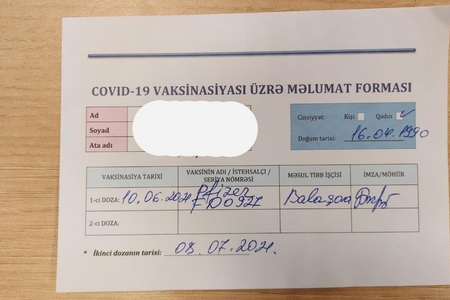 COVID-19 VAKSİNASİYASI ÜZRƏ MƏLUMAT FORMASI
Ad
Soyad
Ata adı
Cinsiyyət: Kişi Qadın ✓
Doğum tarixi: 16.04.1990
VAKSİNASİYA TARİXİ
VAKSİNİN ADI / İSTEHSALÇI / SERİYA NÖMRƏSİ
MƏSUL TİBB İŞÇİSİ
İMZA/MÖHÜR
1-ci DOZA: 10.06.2021 Pfizer
2-ci DOZA:
* İkinci dozanın tarixi: 08.07.2021.